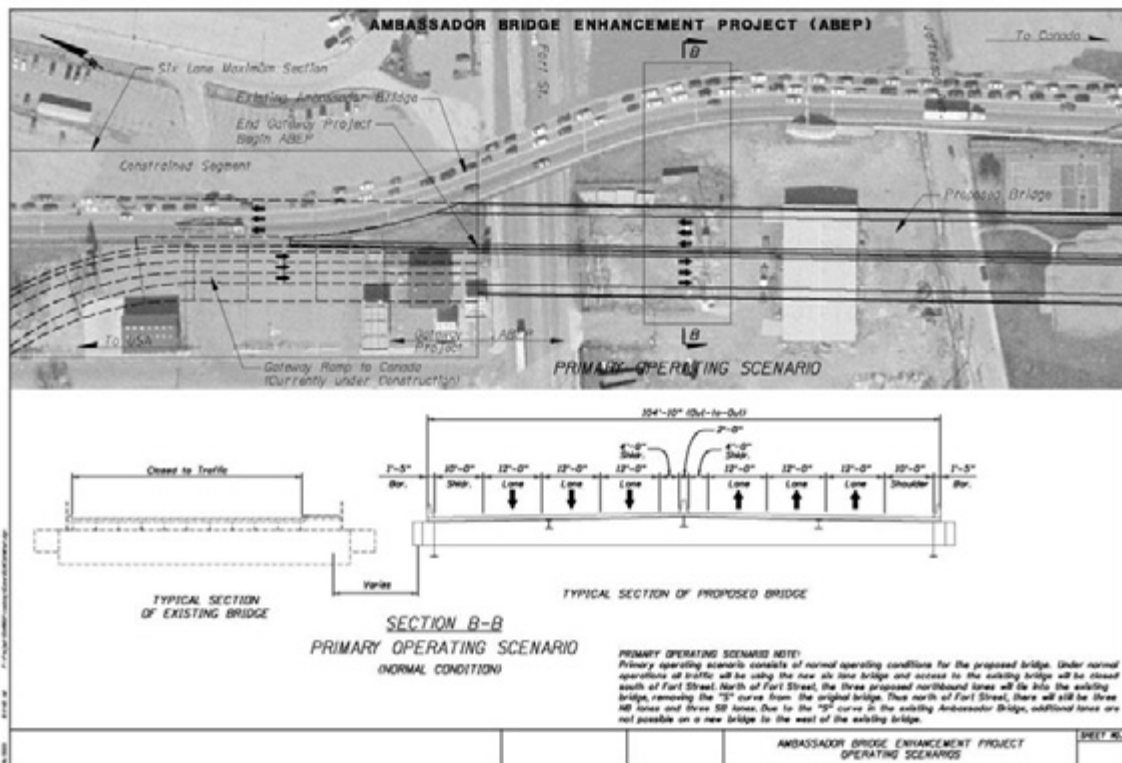 AMBASSADOR BRIDGE ENHANCEMENT PROJECT (ABEP)
To Canada
Six Lane Maximum Section
Fort St.
B
Existing Ambassador Bridge
End Gateway Project
Begin ABEP
Constrained Segment
Proposed Bridge
To USA
Gateway
Project
ABEP
B
Gateway Ramp to Canada
(Currently under Construction)
PRIMARY OPERATING SCENARIO
104'-10" (Out-to-Out)
2'-0"
4'-0"
Shldr.
4'-0"
Shldr.
Closed to Traffic
1'-5" 10'-0" 12'-0" 12'-0" 12'-0" 12'-0" 12'-0" 12'-0" 10'-0" 1'-5"
Bar. Shldr. Lane Lane Lane Lane Lane Lane Shoulder Bar.
Varies
TYPICAL SECTION
OF EXISTING BRIDGE
TYPICAL SECTION OF PROPOSED BRIDGE
SECTION B-B
PRIMARY OPERATING SCENARIO
(NORMAL CONDITION)
PRIMARY OPERATING SCENARIO NOTE:
Primary operating scenario consists of normal operating conditions for the proposed bridge. Under normal
operations all traffic will be using the new six lane bridge and access to the existing bridge will be closed
south of Fort Street. North of Fort Street, the three proposed northbound lanes will tie into the existing
bridge, removing the "S" curve from the original bridge. Thus north of Fort Street, there will still be three
NB lanes and three SB lanes. Due to the "S" curve in the existing Ambassador Bridge, additional lanes are
not possible on a new bridge to the west of the existing bridge.
AMBASSADOR BRIDGE ENHANCEMENT PROJECT
OPERATING SCENARIOS
SHEET NO.